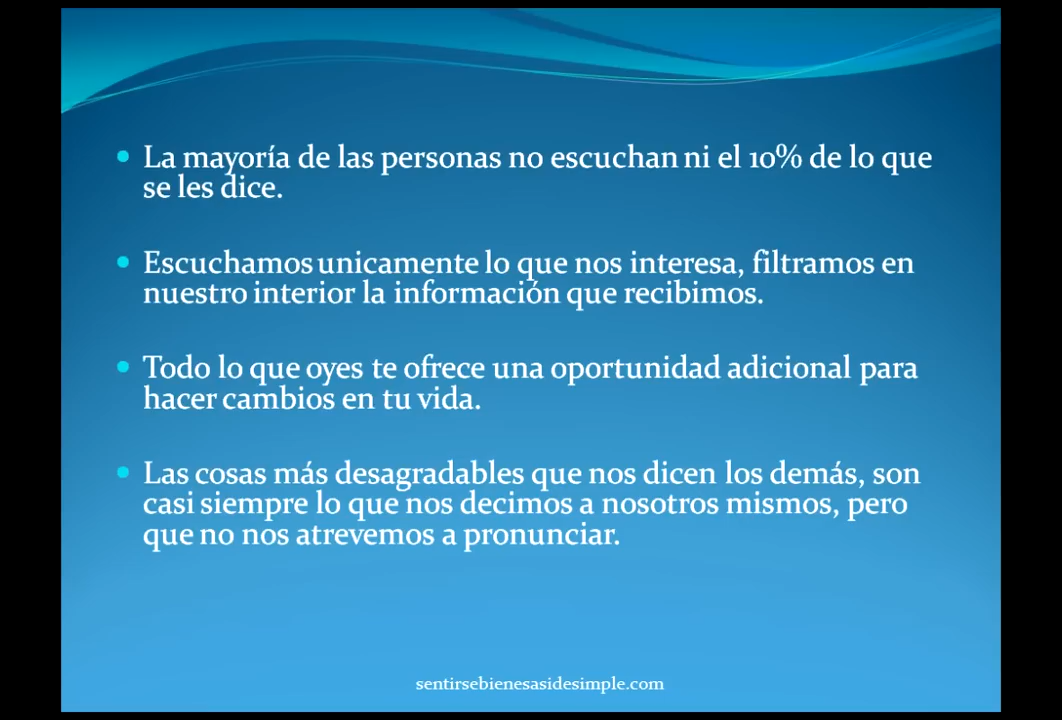 • La mayoría de las personas no escuchan ni el 10% de lo que
se les dice.
• Escuchamos unicamente lo que nos interesa, filtramos en
nuestro interior la información que recibimos.
• Todo lo que oyes te ofrece una oportunidad adicional para
hacer cambios en tu vida.
• Las cosas más desagradables que nos dicen los demás, son
casi siempre lo que nos decimos a nosotros mismos, pero
que no nos atrevemos a pronunciar.
sentirsebienesasidesimple.com